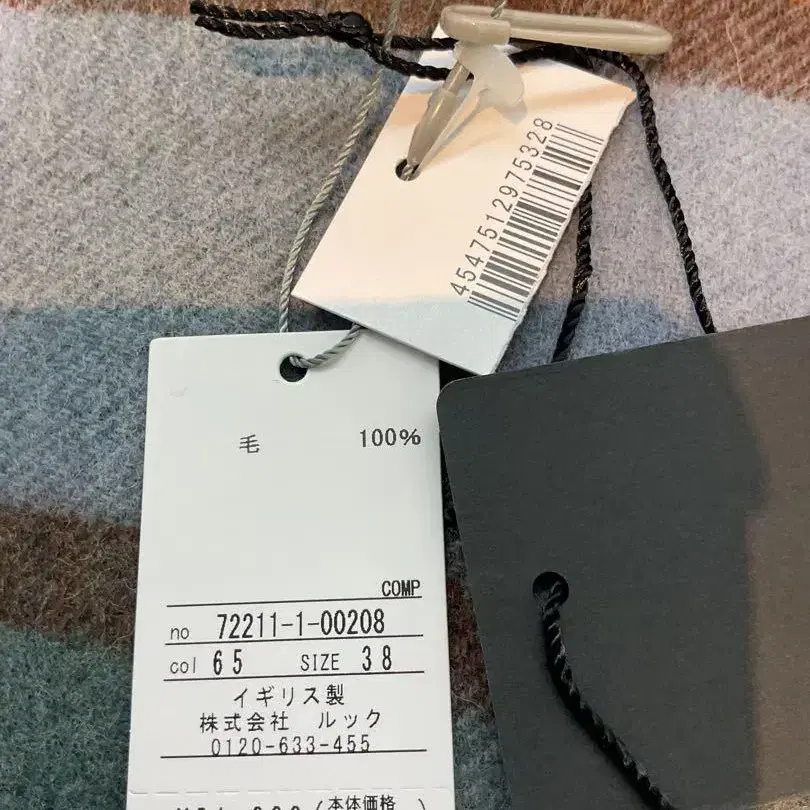 4547512975328
毛 100%
COMP
no 72211-1-00208
col 65 SIZE 38
イギリス製
株式会社 ルック
0120-633-455
(本体価格)